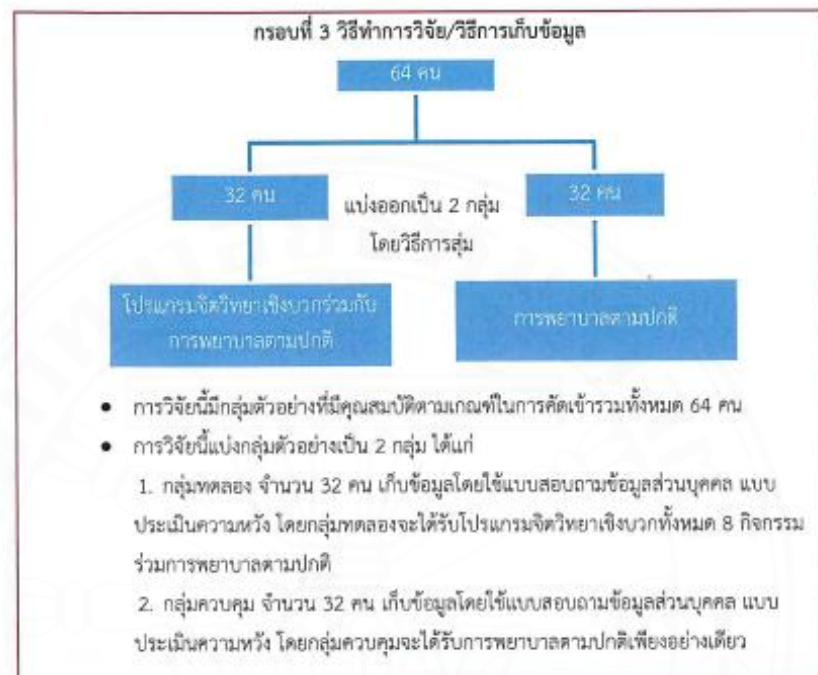 กรอบที่ 3 วิธีทำการวิจัย/วิธีการเก็บข้อมูล
64 คน
32 คน
แบ่งออกเป็น 2 กลุ่ม
โดยวิธีการสุ่ม
32 คน
โปรแกรมจิตวิทยาเชิงบวกร่วมกับ
การพยาบาลตามปกติ
การพยาบาลตามปกติ
• การวิจัยนี้มีกลุ่มตัวอย่างที่มีคุณสมบัติตามเกณฑ์ในการคัดเข้ารวมทั้งหมด 64 คน
• การวิจัยนี้แบ่งกลุ่มตัวอย่างเป็น 2 กลุ่ม ได้แก่
1. กลุ่มทดลอง จำนวน 32 คน เก็บข้อมูลโดยใช้แบบสอบถามข้อมูลส่วนบุคคล แบบ
ประเมินความหวัง โดยกลุ่มทดลองจะได้รับโปรแกรมจิตวิทยาเชิงบวกทั้งหมด 8 กิจกรรม
ร่วมการพยาบาลตามปกติ
2. กลุ่มควบคุม จำนวน 32 คน เก็บข้อมูลโดยใช้แบบสอบถามข้อมูลส่วนบุคคล แบบ
ประเมินความหวัง โดยกลุ่มควบคุมจะได้รับการพยาบาลตามปกติเพียงอย่างเดียว